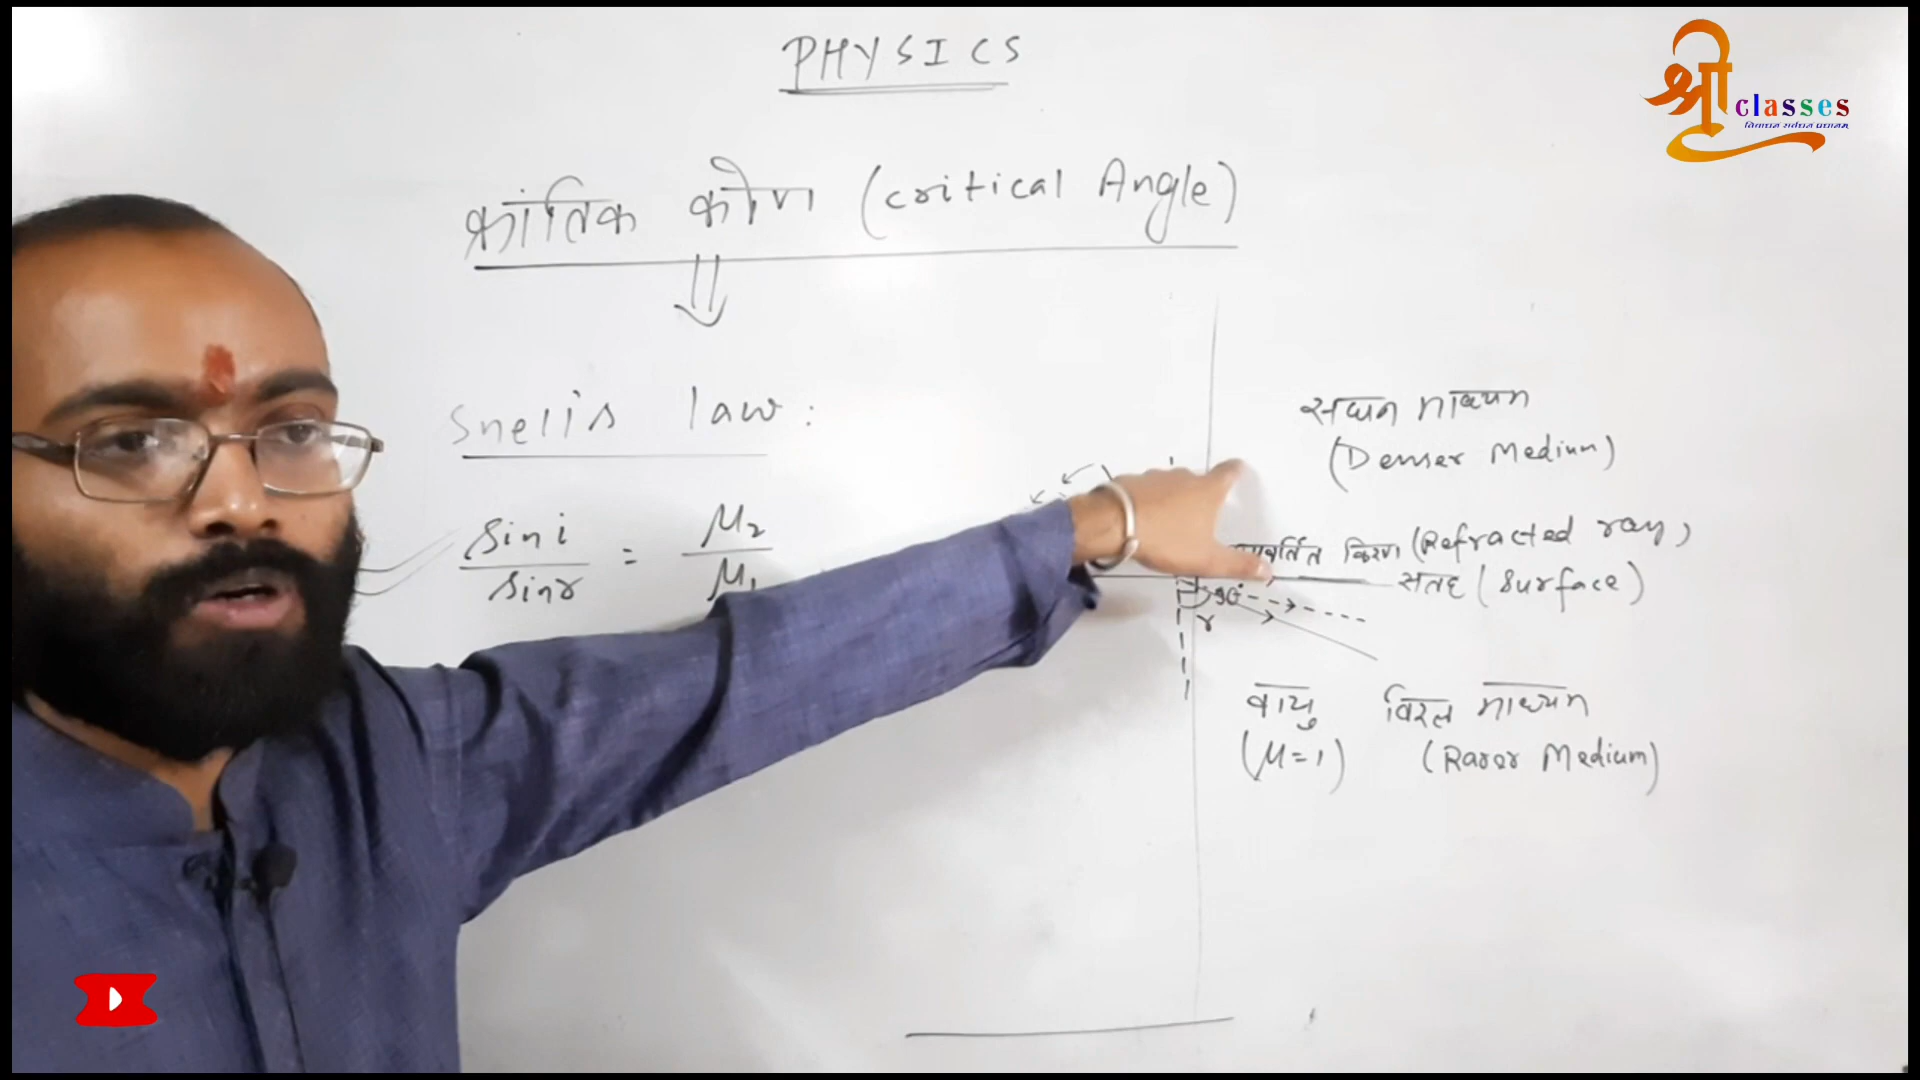 PHYSICS
श्री classes
क्रांतिक कोण (critical Angle)
Snell's law:
सघन माध्यम
(Denser Medium)
sin i / sin r = μ₂ / μ₁
किरण (Refracted ray)
सतह (Surface)
90°
r
वायु विरल माध्यम
(μ=1) (Rarer Medium)